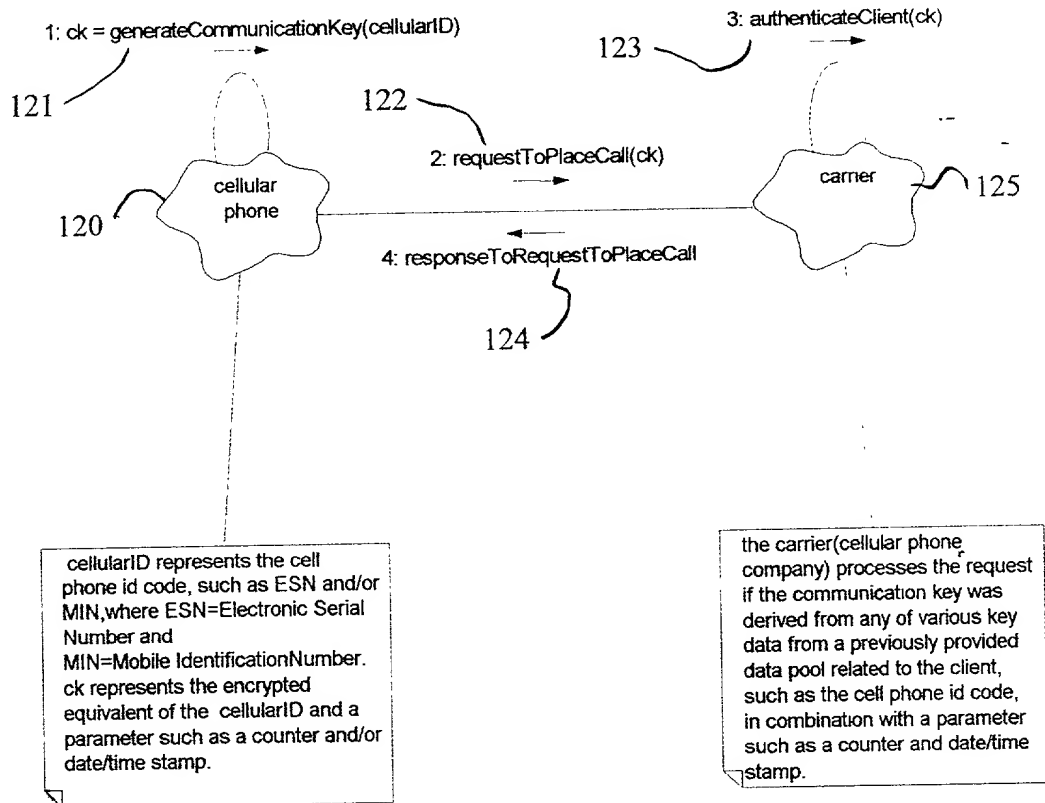 1: ck = generateCommunicationKey(cellularID)
3: authenticateClient(ck)
123
121
122
2: requestToPlaceCall(ck)
cellular
phone
carrier
120
125
4: responseToRequestToPlaceCall
124
cellularID represents the cell
phone id code, such as ESN and/or
MIN,where ESN=Electronic Serial
Number and
MIN=Mobile IdentificationNumber.
ck represents the encrypted
equivalent of the cellularID and a
parameter such as a counter and/or
date/time stamp.
the carrier(cellular phone
company) processes the request
if the communication key was
derived from any of various key
data from a previously provided
data pool related to the client,
such as the cell phone id code,
in combination with a parameter
such as a counter and date/time
stamp.